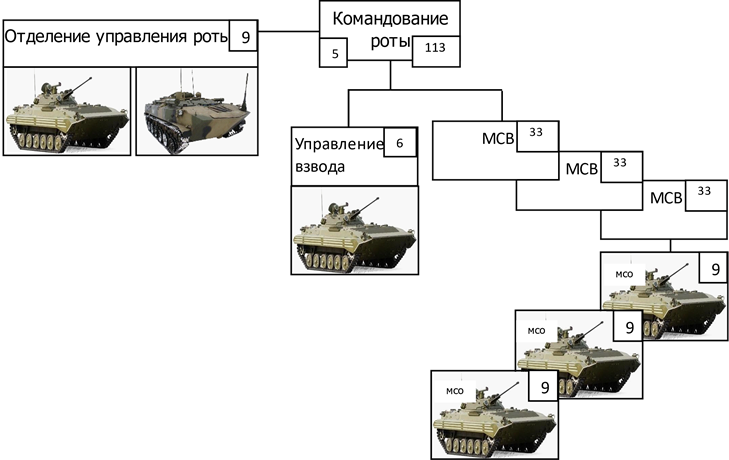 Отделение управления роты
9
Командование
роты
5
113
Управление
взвода
6
МСВ
33
МСВ
33
МСВ
33
мсо
9
мсо
9
мсо
9